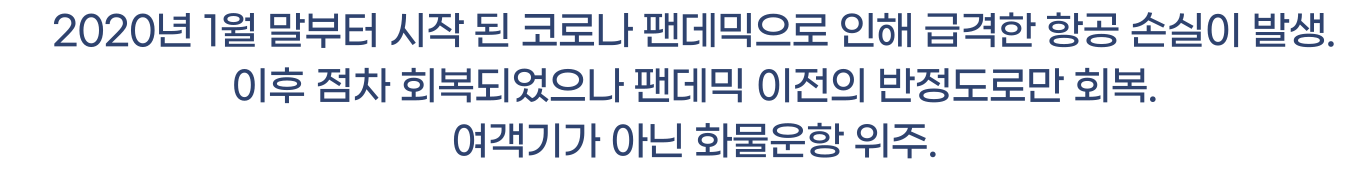 2020년 1월 말부터 시작 된 코로나 팬데믹으로 인해 급격한 항공 손실이 발생.
이후 점차 회복되었으나 팬데믹 이전의 반정도로만 회복.
여객기가 아닌 화물운항 위주.